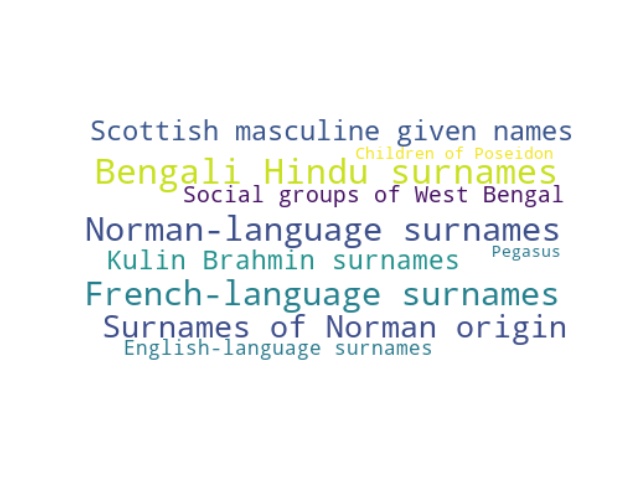 Scottish masculine given names
Children of Poseidon
Bengali Hindu surnames
Social groups of West Bengal
Norman-language surnames
Pegasus
Kulin Brahmin surnames
French-language surnames
Surnames of Norman origin
English-language surnames